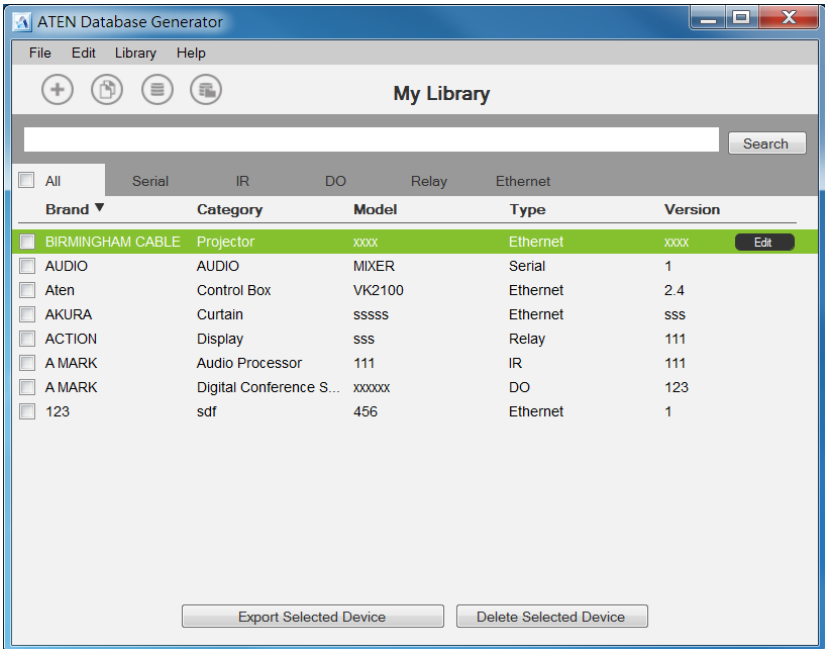 ATEN Database Generator
File Edit Library Help
My Library
Search
All Serial IR DO Relay Ethernet
Brand ▼ Category Model Type Version
BIRMINGHAM CABLE Projector xxxx Ethernet xxxx Edit
AUDIO AUDIO MIXER Serial 1
Aten Control Box VK2100 Ethernet 2.4
AKURA Curtain sssss Ethernet sss
ACTION Display sss Relay 111
A MARK Audio Processor 111 IR 111
A MARK Digital Conference S... xxxxxx DO 123
123 sdf 456 Ethernet 1
Export Selected Device Delete Selected Device